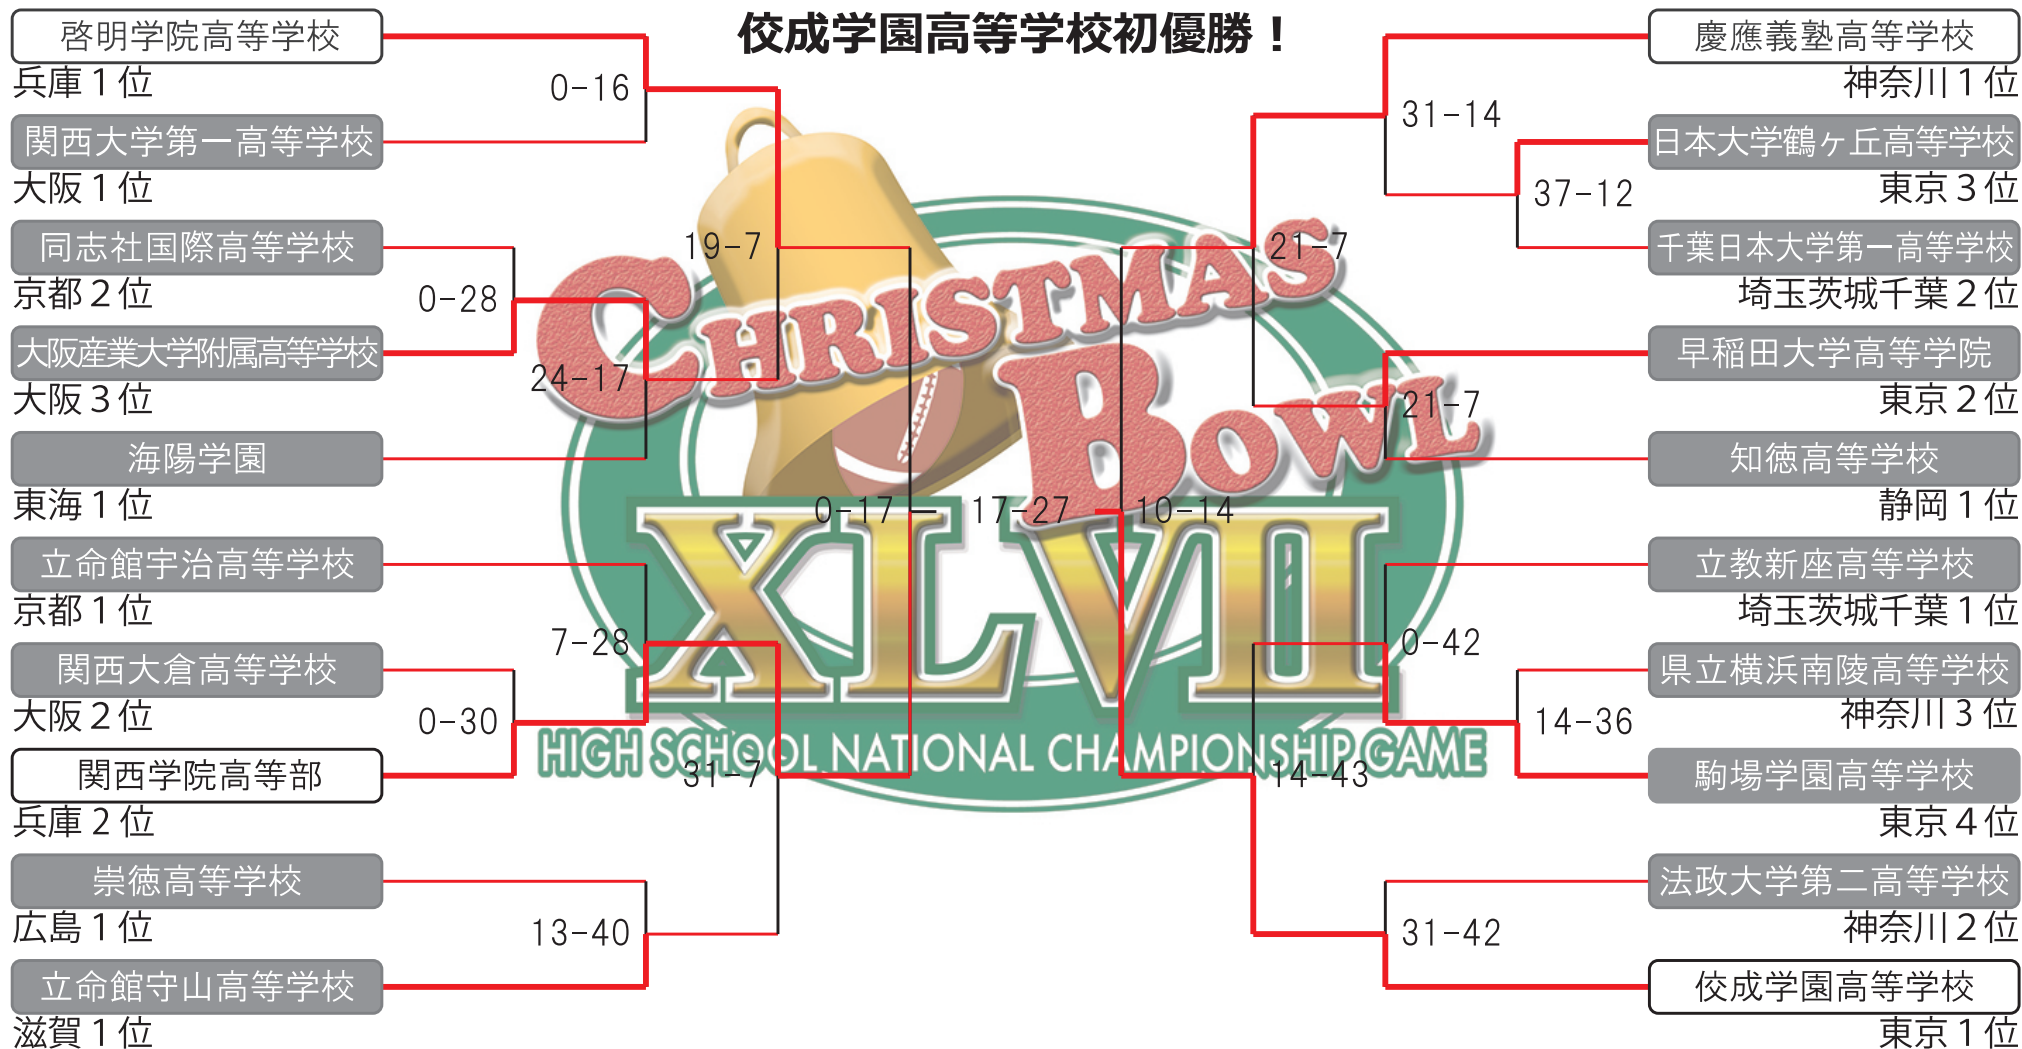 佼成学園高等学校初優勝！
啓明学院高等学校
兵庫１位
関西大学第一高等学校
大阪１位
同志社国際高等学校
京都２位
大阪産業大学附属高等学校
大阪３位
海陽学園
東海１位
立命館宇治高等学校
京都１位
関西大倉高等学校
大阪２位
関西学院高等部
兵庫２位
崇徳高等学校
広島１位
立命館守山高等学校
滋賀１位
0-16
0-28
24-17
19-7
7-28
0-30
13-40
31-7
0-17
17-27
10-14
CHRISTMAS
BOWL
XLVII
HIGH SCHOOL NATIONAL CHAMPIONSHIP GAME
31-14
37-12
21-7
21-7
0-42
14-36
14-43
31-42
慶應義塾高等学校
神奈川１位
日本大学鶴ヶ丘高等学校
東京３位
千葉日本大学第一高等学校
埼玉茨城千葉２位
早稲田大学高等学院
東京２位
知徳高等学校
静岡１位
立教新座高等学校
埼玉茨城千葉１位
県立横浜南陵高等学校
神奈川３位
駒場学園高等学校
東京４位
法政大学第二高等学校
神奈川２位
佼成学園高等学校
東京１位